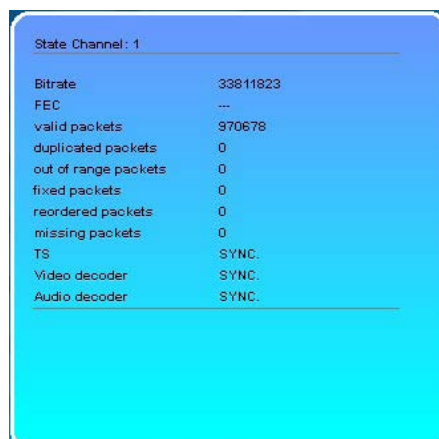 State Channel: 1
Bitrate 33811823
FEC ---
valid packets 970678
duplicated packets 0
out of range packets 0
fixed packets 0
reordered packets 0
missing packets 0
TS SYNC.
Video decoder SYNC.
Audio decoder SYNC.